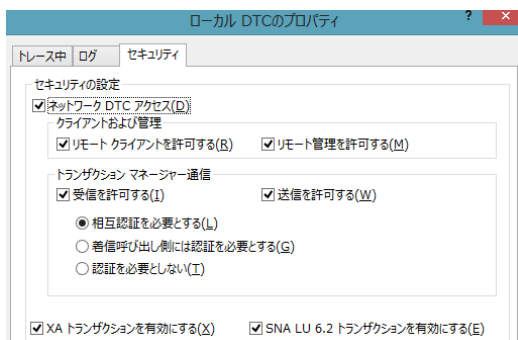 ローカル DTCのプロパティ ?
トレース中 ログ セキュリティ
セキュリティの設定
ネットワーク DTC アクセス(D)
クライアントおよび管理
リモート クライアントを許可する(R) リモート管理を許可する(M)
トランザクション マネージャー通信
受信を許可する(I) 送信を許可する(W)
相互認証を必要とする(L)
着信呼び出し側には認証を必要とする(G)
認証を必要としない(T)
XA トランザクションを有効にする(X) SNA LU 6.2 トランザクションを有効にする(E)